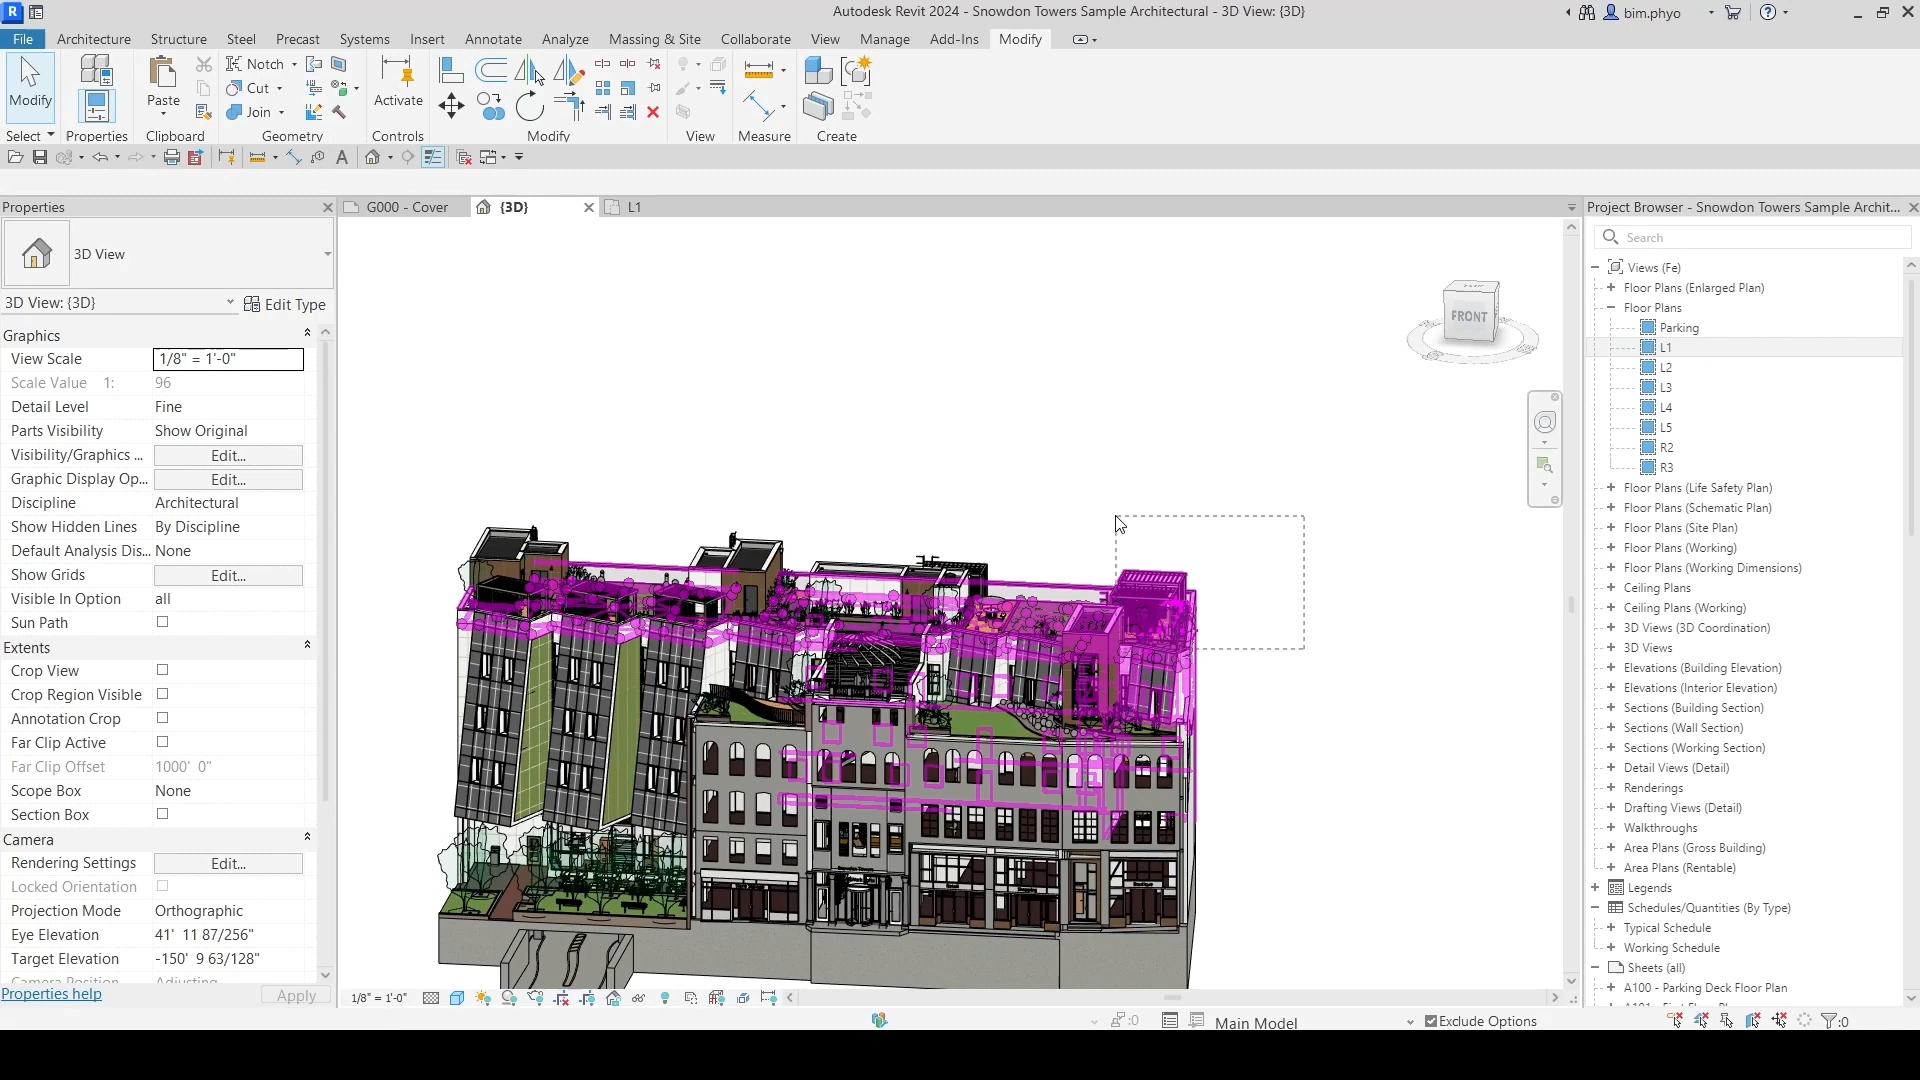 Autodesk Revit 2024 - Snowdon Towers Sample Architectural - 3D View: {3D}
bim.phyo
File Architecture Structure Steel Precast Systems Insert Annotate Analyze Massing & Site Collaborate View Manage Add-Ins Modify
Modify
Paste
Notch
Cut
Join
Activate
Select Properties Clipboard Geometry Controls Modify View Measure Create
Properties
G000 - Cover
{3D}
L1
Project Browser - Snowdon Towers Sample Archit...
3D View
3D View: {3D}
Edit Type
Graphics
View Scale 1/8" = 1'-0"
Scale Value 1: 96
Detail Level Fine
Parts Visibility Show Original
Visibility/Graphics ... Edit...
Graphic Display Op... Edit...
Discipline Architectural
Show Hidden Lines By Discipline
Default Analysis Dis... None
Show Grids Edit...
Visible In Option all
Sun Path
Extents
Crop View
Crop Region Visible
Annotation Crop
Far Clip Active
Far Clip Offset 1000' 0"
Scope Box None
Section Box
Camera
Rendering Settings Edit...
Locked Orientation
Projection Mode Orthographic
Eye Elevation 41' 11 87/256"
Target Elevation -150' 9 63/128"
Camera Position Adjusting
Properties help
Apply
FRONT
Search
Views (Fe)
Floor Plans (Enlarged Plan)
Floor Plans
Parking
L1
L2
L3
L4
L5
R2
R3
Floor Plans (Life Safety Plan)
Floor Plans (Schematic Plan)
Floor Plans (Site Plan)
Floor Plans (Working)
Floor Plans (Working Dimensions)
Ceiling Plans
Ceiling Plans (Working)
3D Views (3D Coordination)
3D Views
Elevations (Building Elevation)
Elevations (Interior Elevation)
Sections (Building Section)
Sections (Wall Section)
Sections (Working Section)
Detail Views (Detail)
Renderings
Drafting Views (Detail)
Walkthroughs
Area Plans (Gross Building)
Area Plans (Rentable)
Legends
Schedules/Quantities (By Type)
Typical Schedule
Working Schedule
Sheets (all)
A100 - Parking Deck Floor Plan
1/8" = 1'-0"
:0
Main Model
Exclude Options
:0